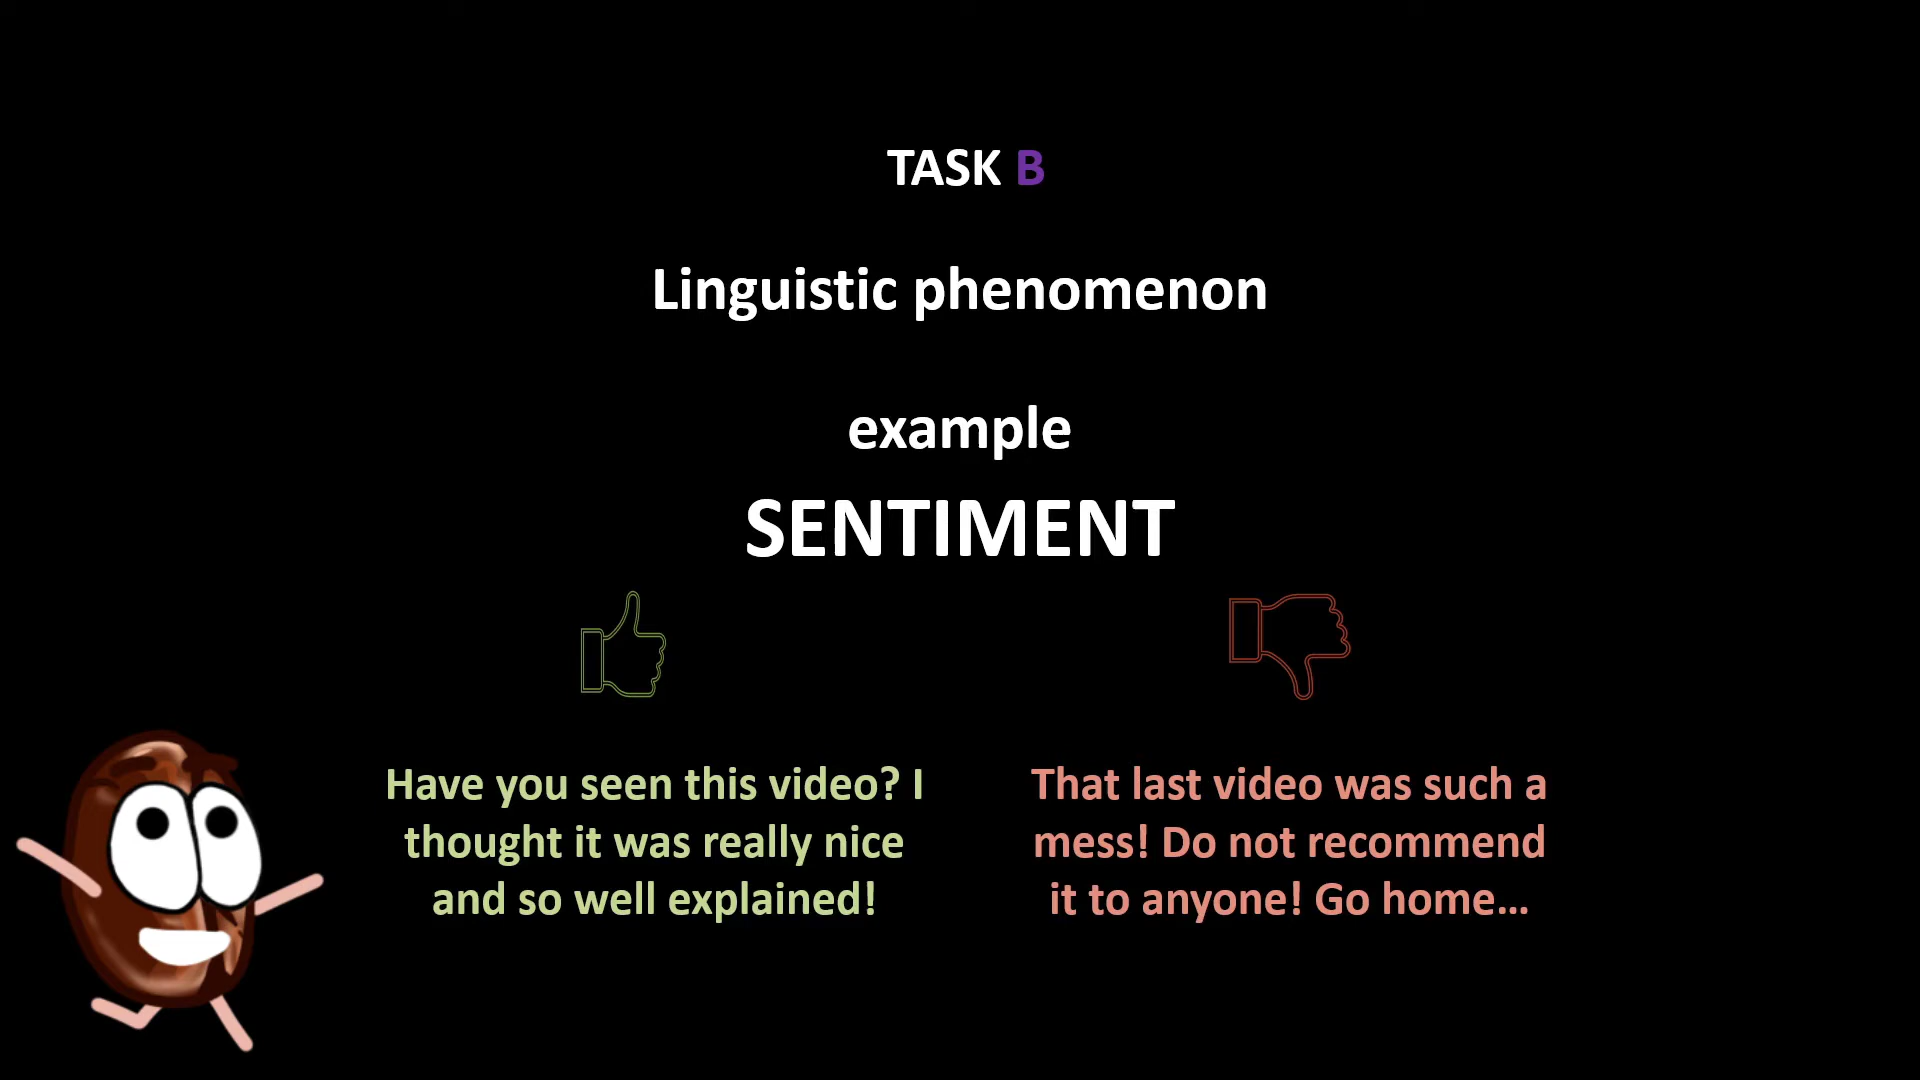 TASK B
Linguistic phenomenon
example
SENTIMENT
Have you seen this video? I
thought it was really nice
and so well explained!
That last video was such a
mess! Do not recommend
it to anyone! Go home...